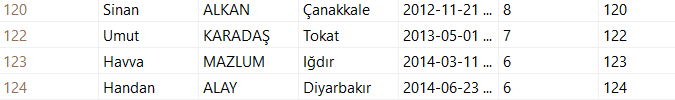 120 Sinan ALKAN Çanakkale 2012-11-21 ... 8 120
122 Umut KARADAŞ Tokat 2013-05-01 ... 7 122
123 Havva MAZLUM Iğdır 2014-03-11 ... 6 123
124 Handan ALAY Diyarbakır 2014-06-23 ... 6 124